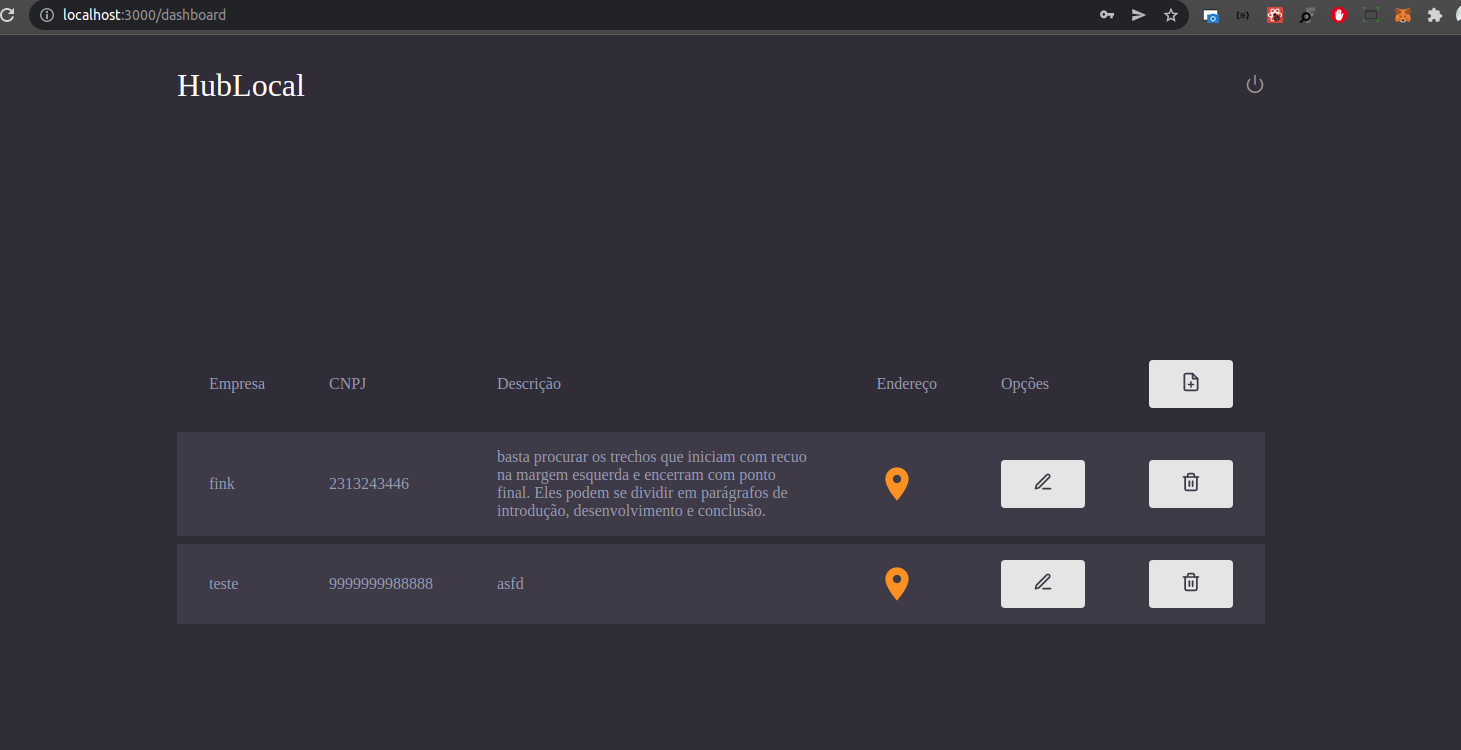 localhost:3000/dashboard
HubLocal
Empresa CNPJ Descrição Endereço Opções
fink 2313243446 basta procurar os trechos que iniciam com recuo
na margem esquerda e encerram com ponto
final. Eles podem se dividir em parágrafos de
introdução, desenvolvimento e conclusão.
teste 9999999988888 asfd